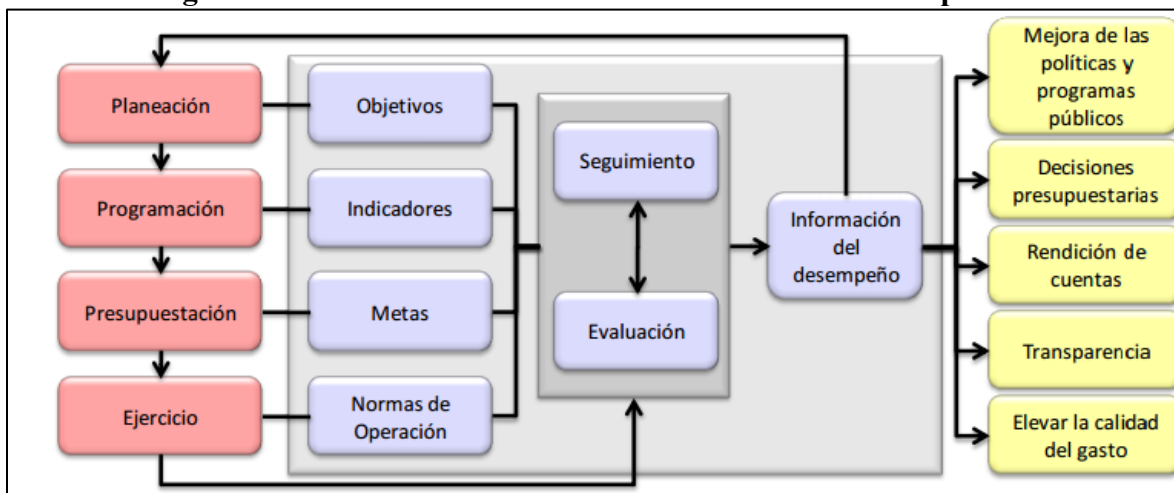 Planeación
Objetivos
Programación
Indicadores
Presupuestación
Metas
Ejercicio
Normas de
Operación
Seguimiento
Evaluación
Información
del
desempeño
Mejora de las
políticas y
programas
públicos
Decisiones
presupuestarias
Rendición de
cuentas
Transparencia
Elevar la calidad
del gasto